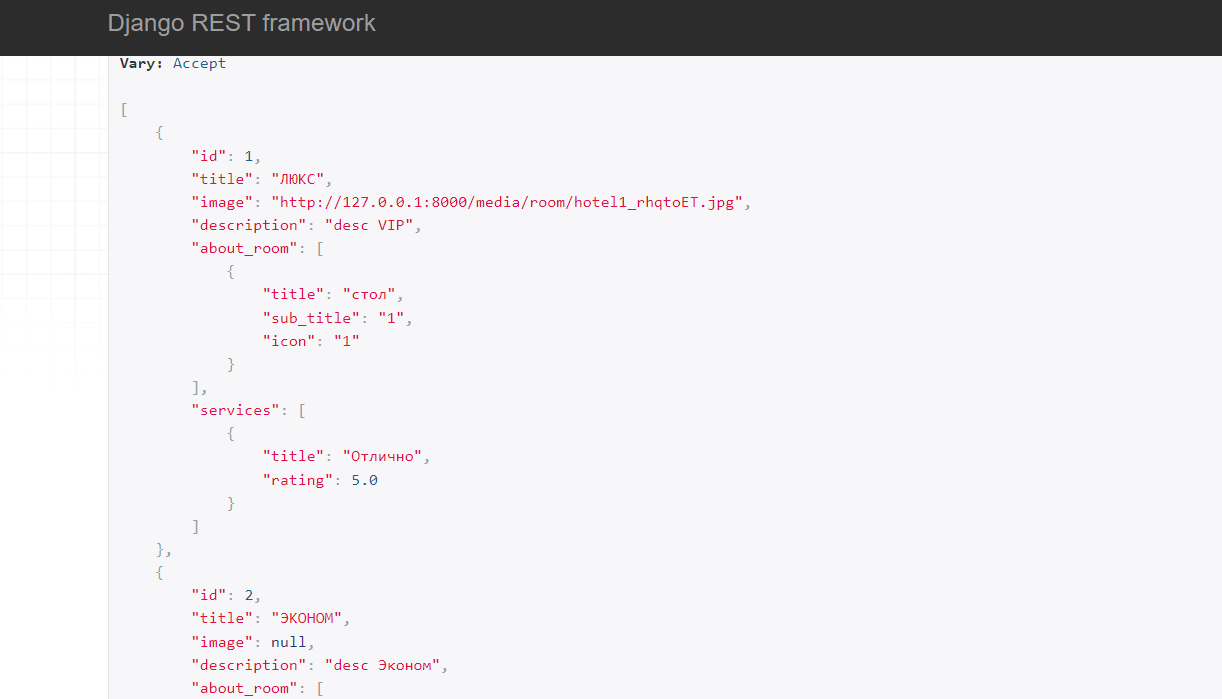 Django REST framework
Vary: Accept
[
    {
        "id": 1,
        "title": "ЛЮКС",
        "image": "http://127.0.0.1:8000/media/room/hotel1_rhqtoET.jpg",
        "description": "desc VIP",
        "about_room": [
            {
                "title": "стол",
                "sub_title": "1",
                "icon": "1"
            }
        ],
        "services": [
            {
                "title": "Отлично",
                "rating": 5.0
            }
        ]
    },
    {
        "id": 2,
        "title": "ЭКОНОМ",
        "image": null,
        "description": "desc Эконом",
        "about_room": [